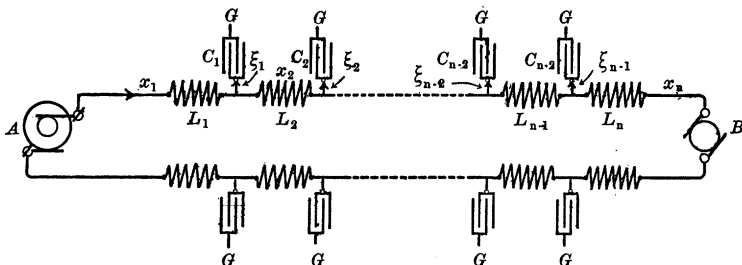 G G G G
C₁ ξ₁ C₂ ξ₂ Cₙ₋₂ ξₙ₋₂ Cₙ₋₂ ξₙ₋₁
x₁ x₂ xₙ
A L₁ L₂ Lₙ₋₁ Lₙ B
G G G G